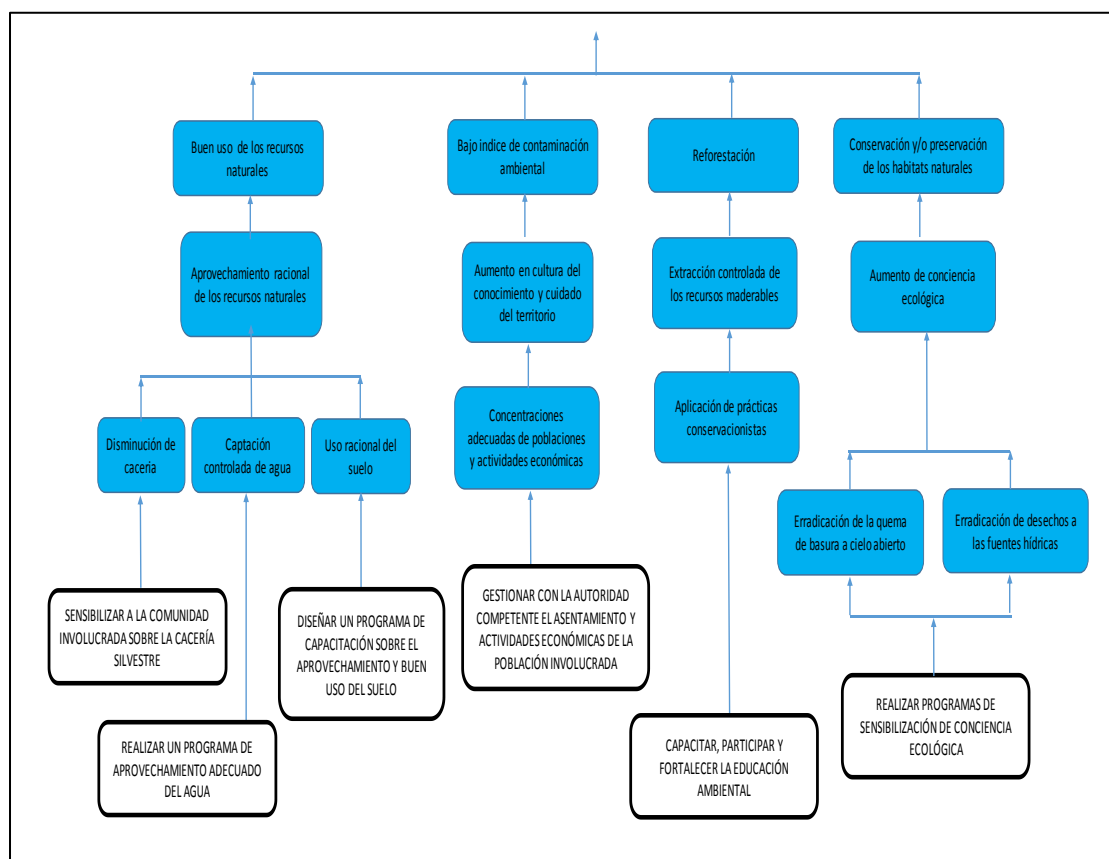 Buen uso de los recursos
naturales
Bajo indice de contaminación
ambiental
Reforestación
Conservación y/o preservación
de los habitats naturales
Aprovechamiento racional
de los recursos naturales
Aumento en cultura del
conocimiento y cuidado
del territorio
Extracción controlada de
los recursos maderables
Aumento de conciencia
ecológica
Disminución de
caceria
Captación
controlada de agua
Uso racional del
suelo
Concentraciones
adecuadas de poblaciones
y actividades económicas
Aplicación de prácticas
conservacionistas
Erradicación de la quema
de basura a cielo abierto
Erradicación de desechos a
las fuentes hídricas
SENSIBILIZAR A LA COMUNIDAD
INVOLUCRADA SOBRE LA CACERÍA
SILVESTRE
DISEÑAR UN PROGRAMA DE
CAPACITACIÓN SOBRE EL
APROVECHAMIENTO Y BUEN
USO DEL SUELO
GESTIONAR CON LA AUTORIDAD
COMPETENTE EL ASENTAMIENTO Y
ACTIVIDADES ECONÓMICAS DE LA
POBLACIÓN INVOLUCRADA
REALIZAR UN PROGRAMA DE
APROVECHAMIENTO ADECUADO
DEL AGUA
CAPACITAR, PARTICIPAR Y
FORTALECER LA EDUCACIÓN
AMBIENTAL
REALIZAR PROGRAMAS DE
SENSIBILIZACIÓN DE CONCIENCIA
ECOLÓGICA